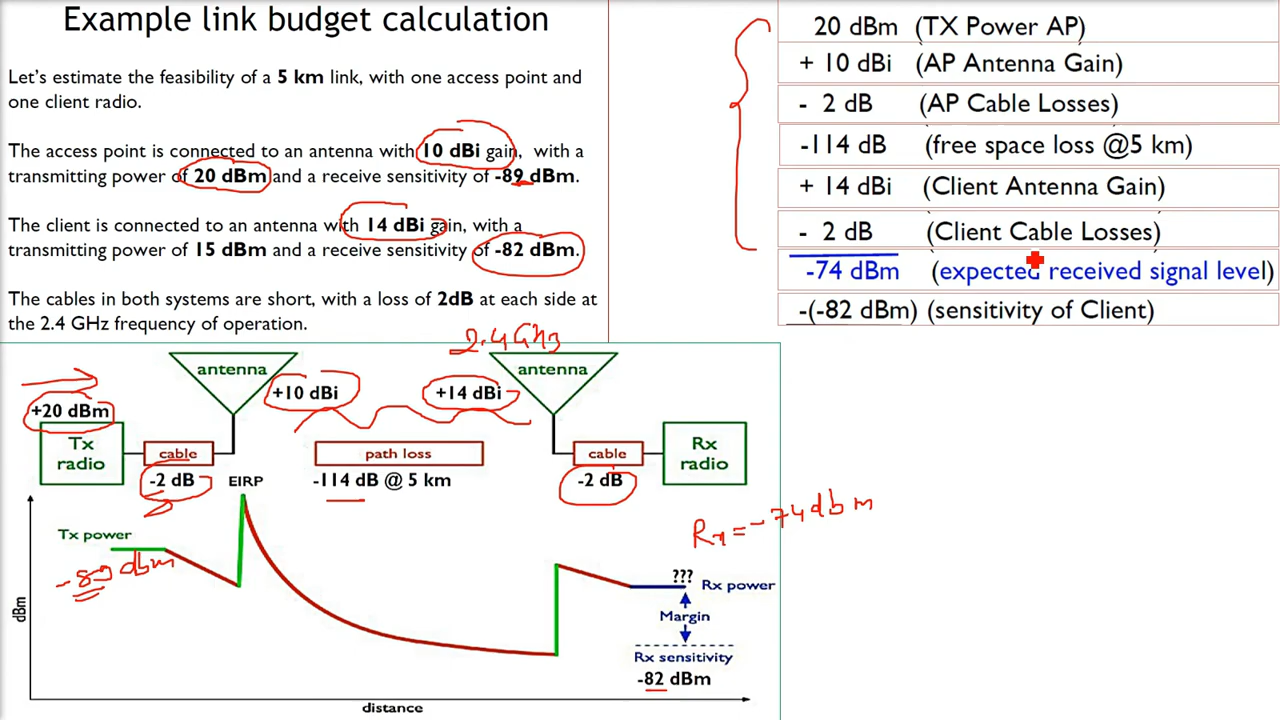 Example link budget calculation
Let's estimate the feasibility of a 5 km link, with one access point and
one client radio.
The access point is connected to an antenna with 10 dBi gain, with a
transmitting power of 20 dBm and a receive sensitivity of -89 dBm.
The client is connected to an antenna with 14 dBi gain, with a
transmitting power of 15 dBm and a receive sensitivity of -82 dBm.
The cables in both systems are short, with a loss of 2dB at each side at
the 2.4 GHz frequency of operation.
20 dBm (TX Power AP)
+ 10 dBi (AP Antenna Gain)
- 2 dB (AP Cable Losses)
-114 dB (free space loss @5 km)
+ 14 dBi (Client Antenna Gain)
- 2 dB (Client Cable Losses)
-74 dBm (expected received signal level)
-(-82 dBm) (sensitivity of Client)
2.4 GHz
antenna
antenna
+20 dBm
+10 dBi
+14 dBi
Tx
radio
cable
path loss
cable
Rx
radio
-2 dB
EIRP
-114 dB @ 5 km
-2 dB
Rx = -74 dbm
Tx power
-89 dbm
???
Rx power
Margin
Rx sensitivity
-82 dBm
dBm
distance